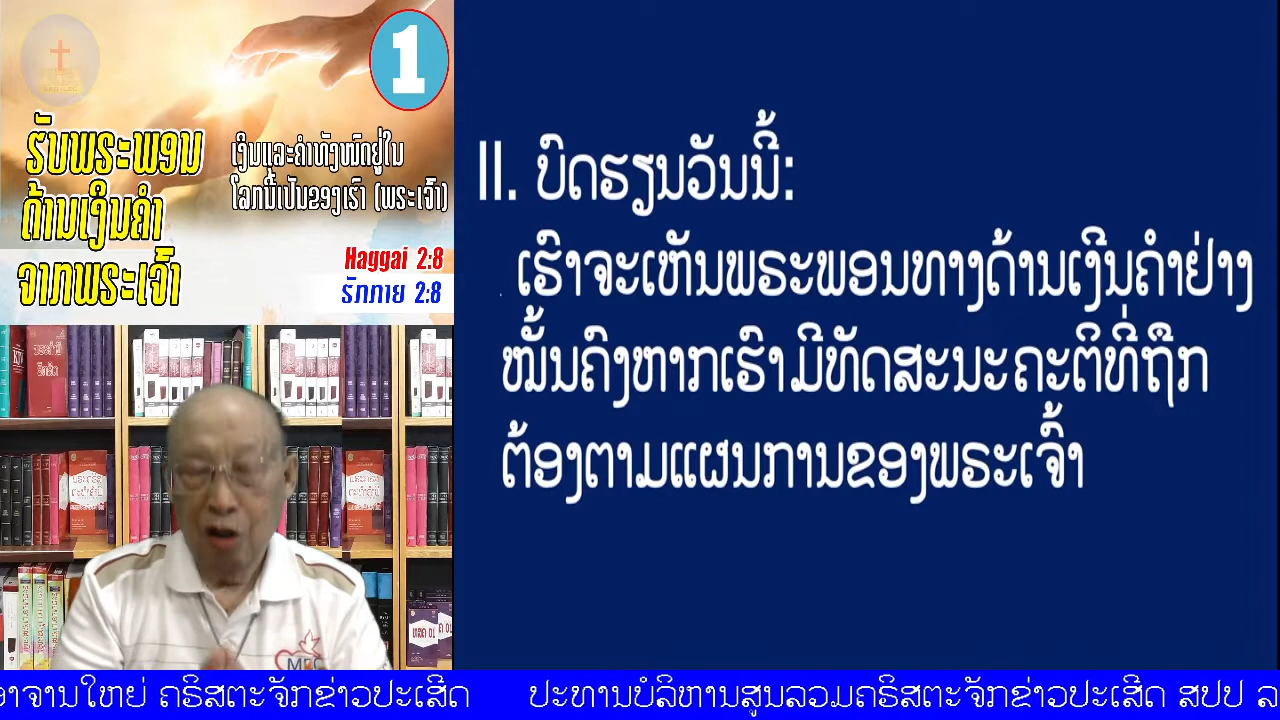 1
ຮັບພຣະພອນ
ດ້ານເງິນຄຳ
ຈາກພຣະເຈົ້າ
ເງິນແລະຄຳທັງໝົດຢູ່ໃນ
ໂລກນີ້ເປັນຂອງເຮົາ (ພຣະເຈົ້າ)
Haggai 2:8
ຮັກກາຍ 2:8
II. ບົດຮຽນວັນນີ້:
ເຮົາຈະເຫັນພຣະພອນທາງດ້ານເງິນຄຳຢ່າງ
ໝັ້ນຄົງຫາກເຮົາມີທັດສະນະຄະຕິທີ່ຖືກ
ຕ້ອງຕາມແຜນການຂອງພຣະເຈົ້າ
ອາຈານໃຫຍ່ ຄຣິສຕະຈັກຂ່າວປະເສີດ ປະທານບໍລິຫານສູນລວມຄຣິສຕະຈັກຂ່າວປະເສີດ ສປປ ລ